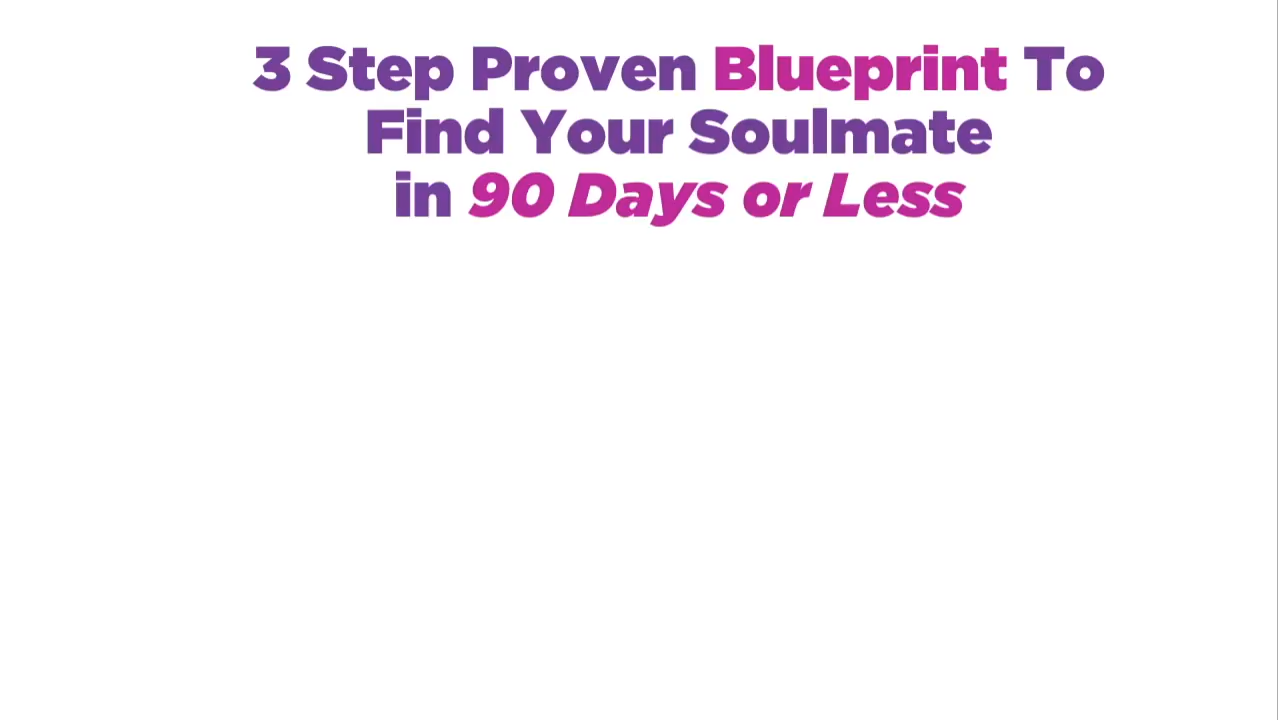 3 Step Proven Blueprint To
Find Your Soulmate
in 90 Days or Less